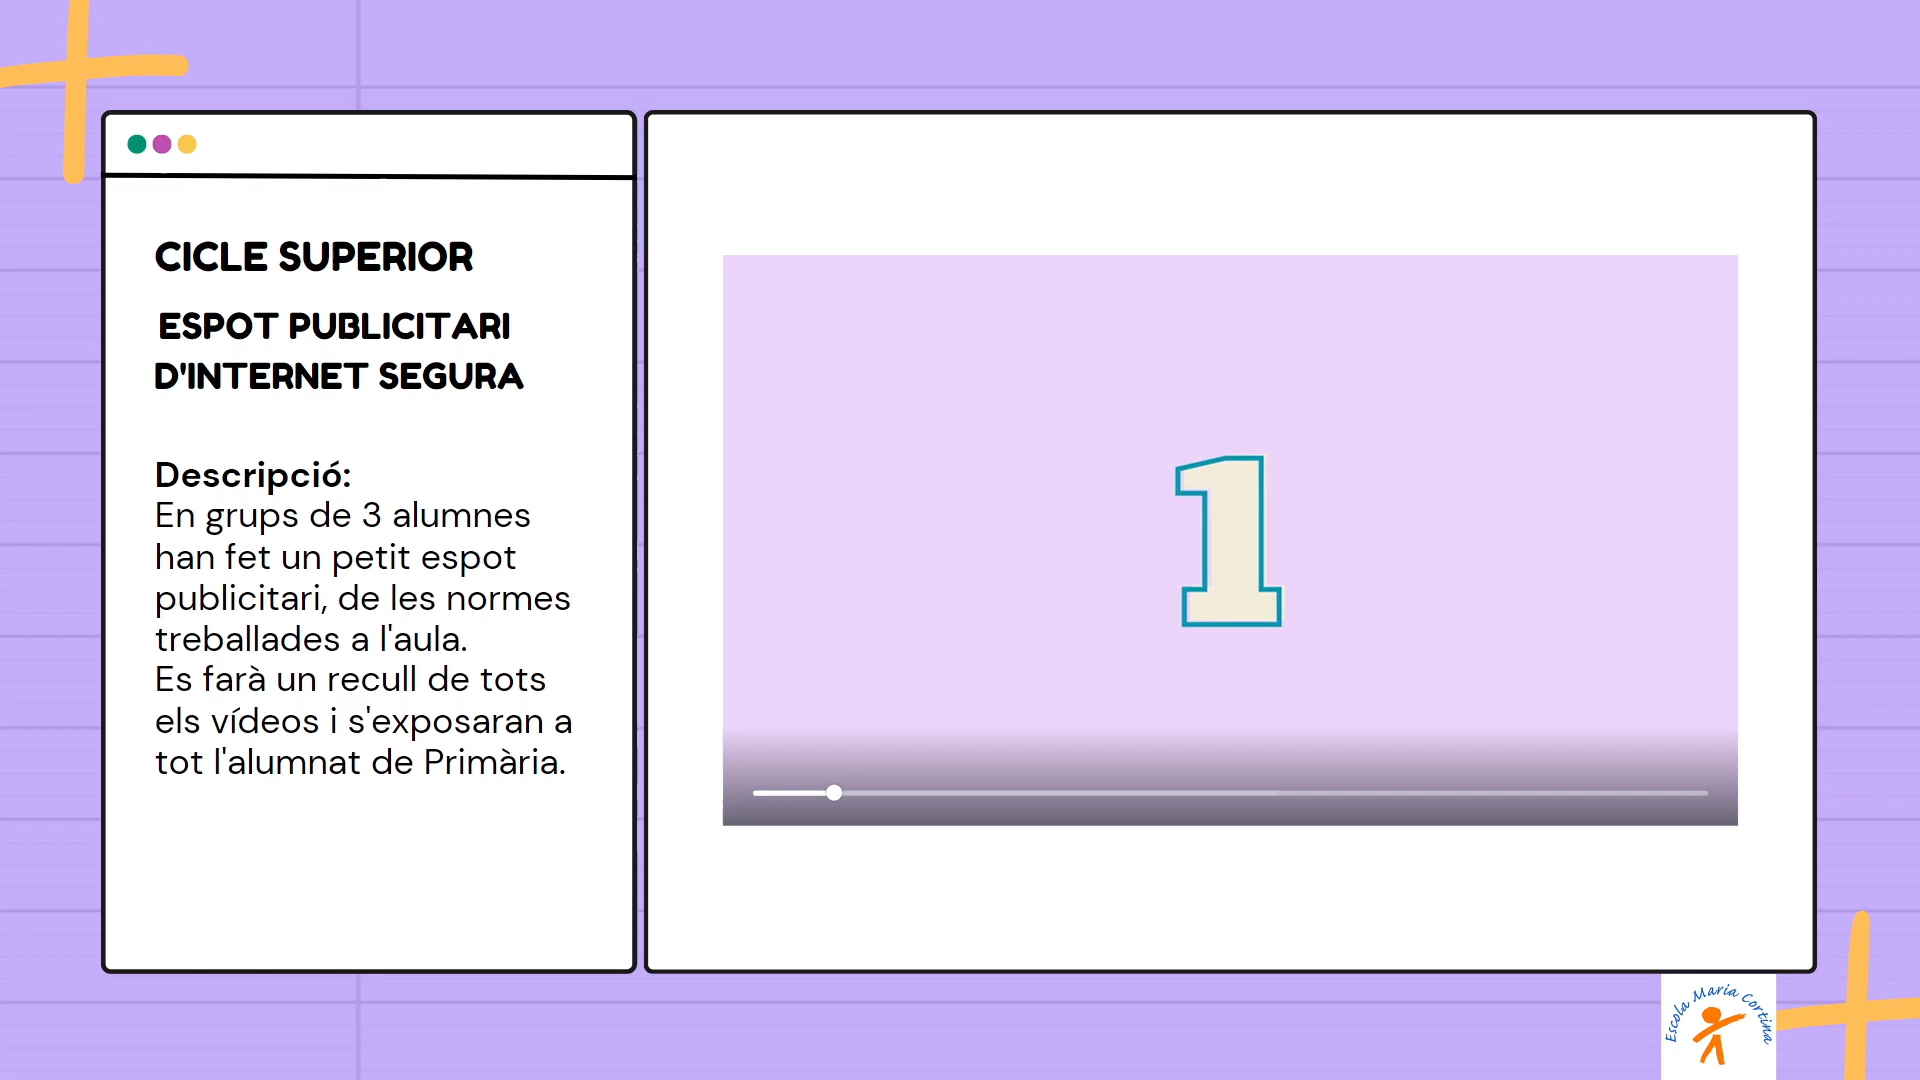 CICLE SUPERIOR
ESPOT PUBLICITARI
D'INTERNET SEGURA
Descripció:
En grups de 3 alumnes
han fet un petit espot
publicitari, de les normes
treballades a l'aula.
Es farà un recull de tots
els vídeos i s'exposaran a
tot l'alumnat de Primària.
1
Escola Maria Cortina